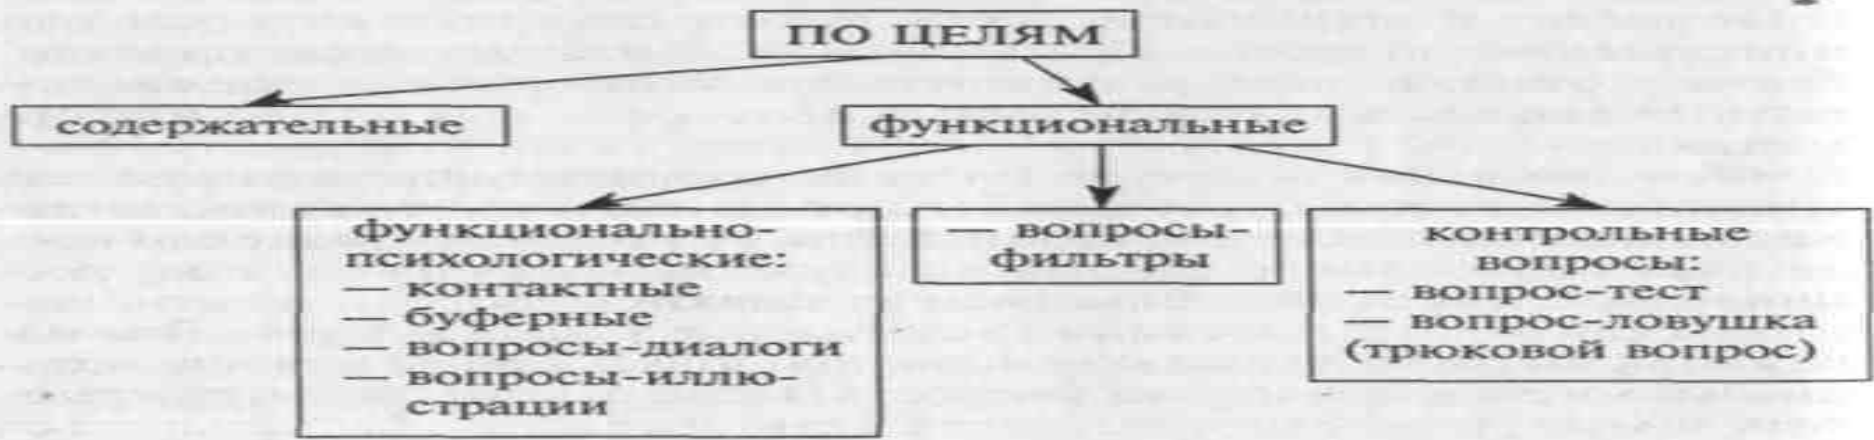 ПО ЦЕЛЯМ
содержательные
функциональные
функционально-
психологические:
— контактные
— буферные
— вопросы-диалоги
— вопросы-иллю-
страции
— вопросы-
фильтры
контрольные
вопросы:
— вопрос-тест
— вопрос-ловушка
(трюковой вопрос)